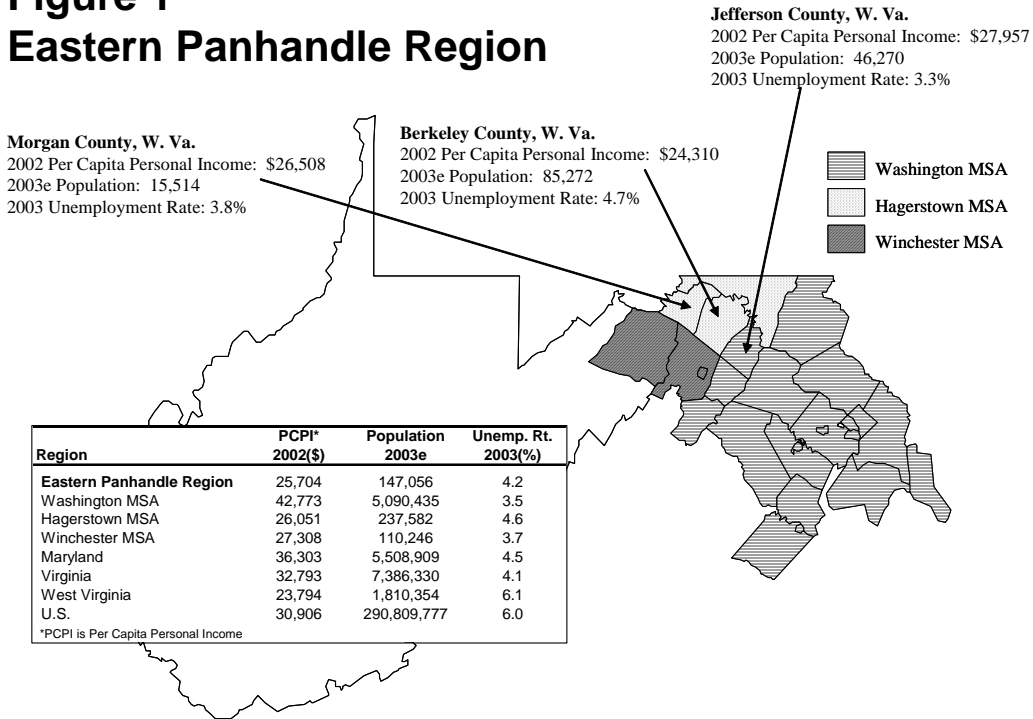 Figure 1
Eastern Panhandle Region
Jefferson County, W. Va.
2002 Per Capita Personal Income: $27,957
2003e Population: 46,270
2003 Unemployment Rate: 3.3%
Morgan County, W. Va.
2002 Per Capita Personal Income: $26,508
2003e Population: 15,514
2003 Unemployment Rate: 3.8%
Berkeley County, W. Va.
2002 Per Capita Personal Income: $24,310
2003e Population: 85,272
2003 Unemployment Rate: 4.7%
Washington MSA
Hagerstown MSA
Winchester MSA
PCPI* Population Unemp. Rt.
Region 2002($) 2003e 2003(%)
Eastern Panhandle Region 25,704 147,056 4.2
Washington MSA 42,773 5,090,435 3.5
Hagerstown MSA 26,051 237,582 4.6
Winchester MSA 27,308 110,246 3.7
Maryland 36,303 5,508,909 4.5
Virginia 32,793 7,386,330 4.1
West Virginia 23,794 1,810,354 6.1
U.S. 30,906 290,809,777 6.0
*PCPI is Per Capita Personal Income